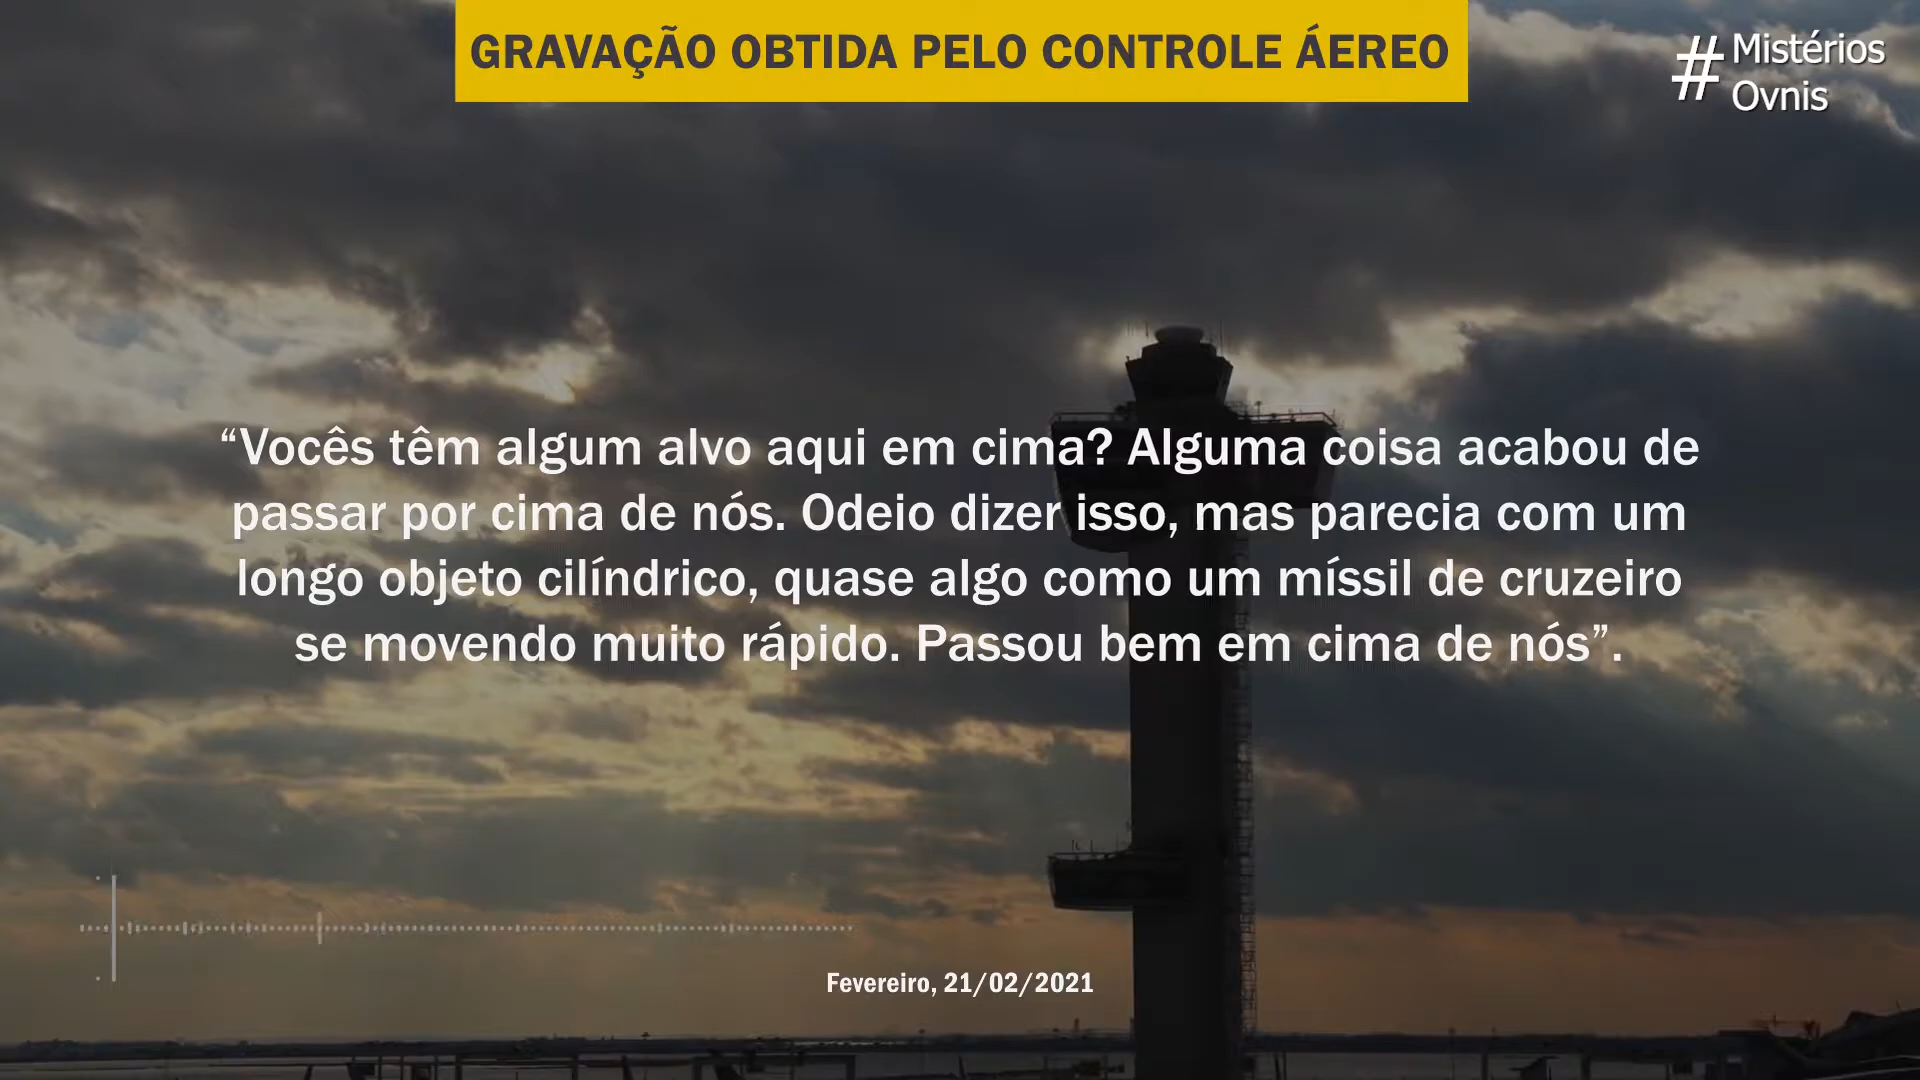 GRAVAÇÃO OBTIDA PELO CONTROLE ÁEREO
# Mistérios
Ovnis
“Vocês têm algum alvo aqui em cima? Alguma coisa acabou de
passar por cima de nós. Odeio dizer isso, mas parecia com um
longo objeto cilíndrico, quase algo como um míssil de cruzeiro
se movendo muito rápido. Passou bem em cima de nós”.
Fevereiro, 21/02/2021